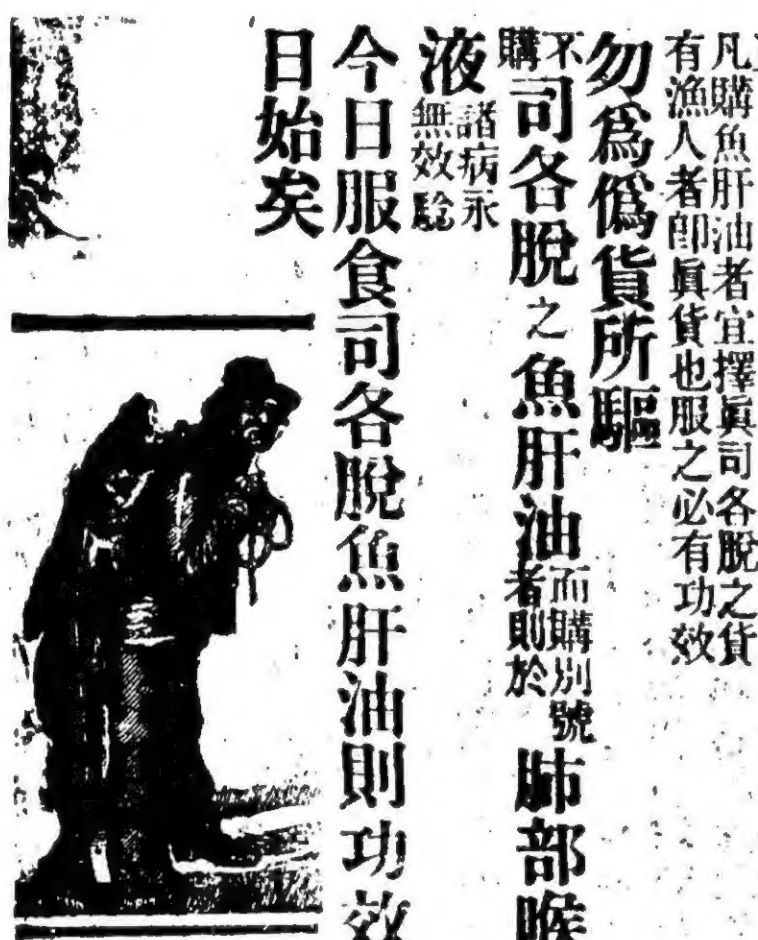 凡購魚肝油者宜擇眞司各脫之貨
有漁人者卽眞貨也服之必有功效
勿爲僞貨所驅
不購司各脫之魚肝油而購別號者則於肺部喉
液諸病永無效騐
今日服食司各脫魚肝油則功效
日始矣